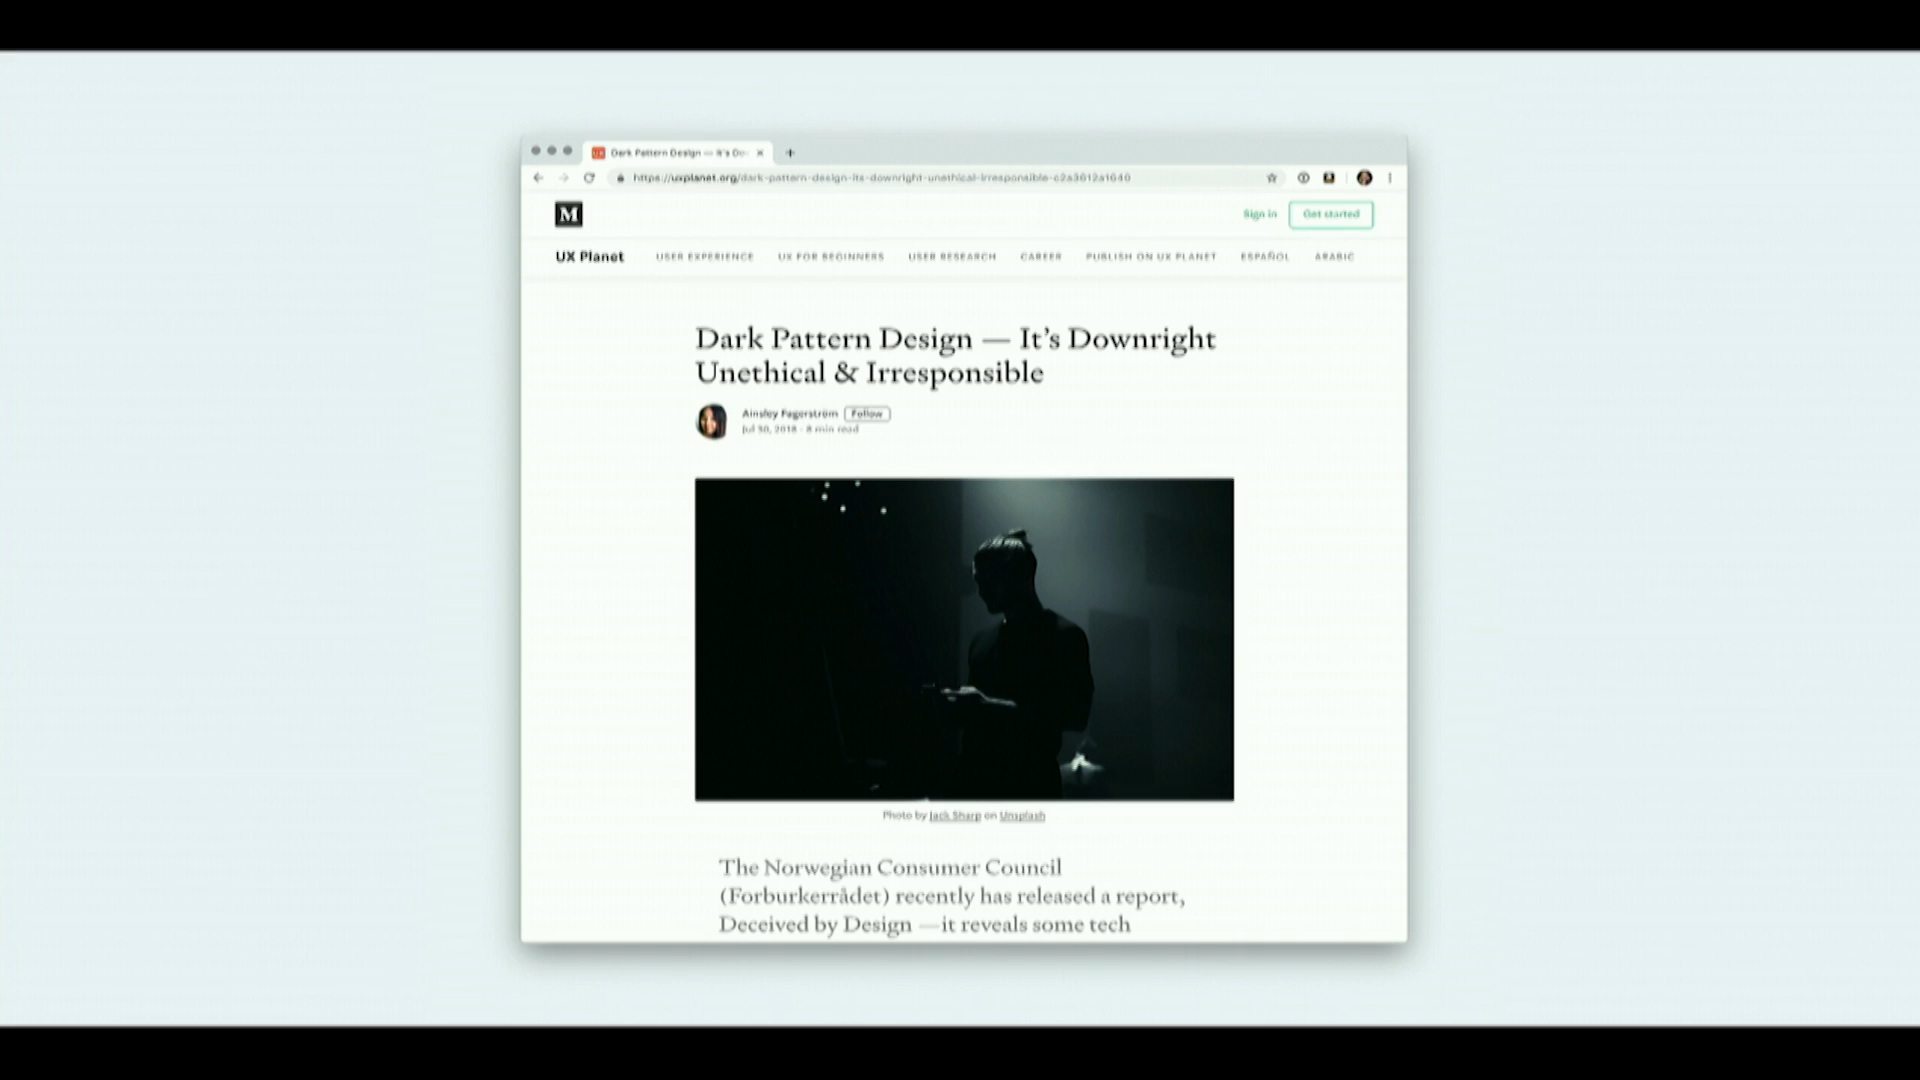 Dark Pattern Design — It's Do
https://uxplanet.org/dark-pattern-design-its-downright-unethical-irresponsible-c2a3612a1640
M
Sign in
Get started
UX Planet
USER EXPERIENCE
UX FOR BEGINNERS
USER RESEARCH
CAREER
PUBLISH ON UX PLANET
ESPAÑOL
ARABIC
Dark Pattern Design — It's Downright
Unethical & Irresponsible
Ainsley Fagerstrom Follow
Jul 30, 2018 · 8 min read
Photo by Jack Sharp on Unsplash
The Norwegian Consumer Council
(Forburkerrådet) recently has released a report,
Deceived by Design —it reveals some tech